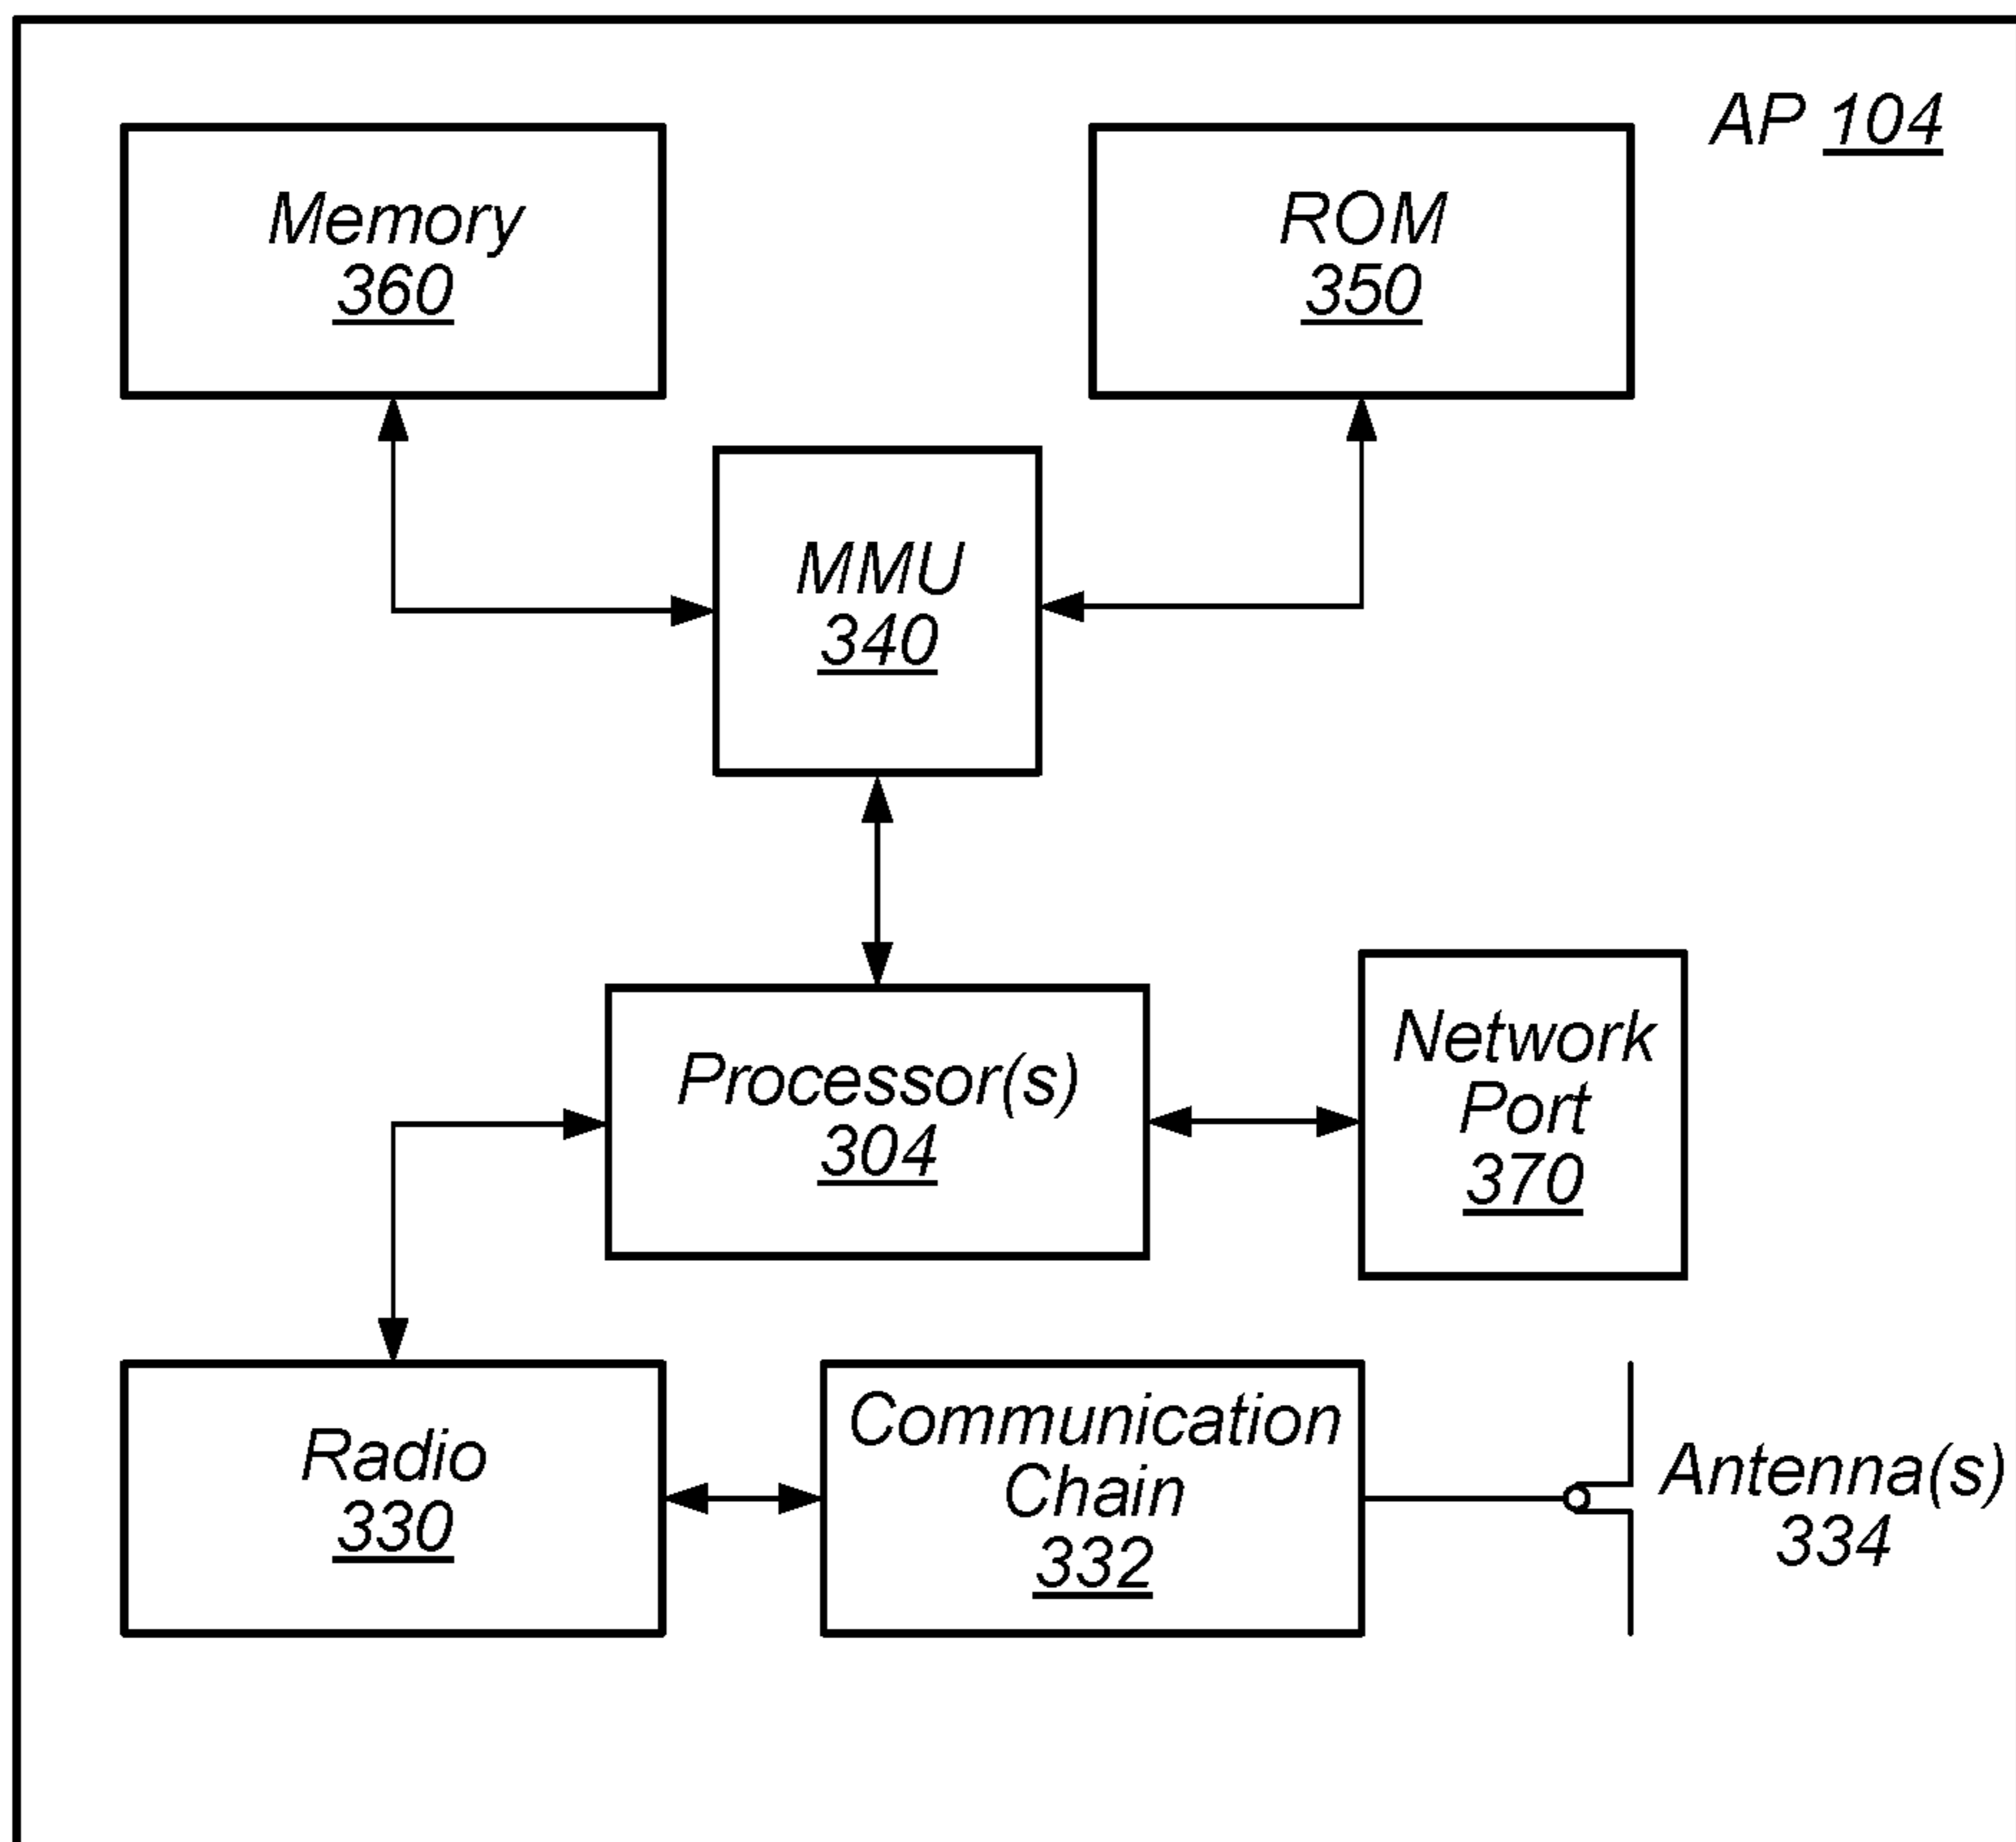 AP 104
Memory
360
ROM
350
MMU
340
Processor(s)
304
Network
Port
370
Radio
330
Communication
Chain
332
Antenna(s)
334